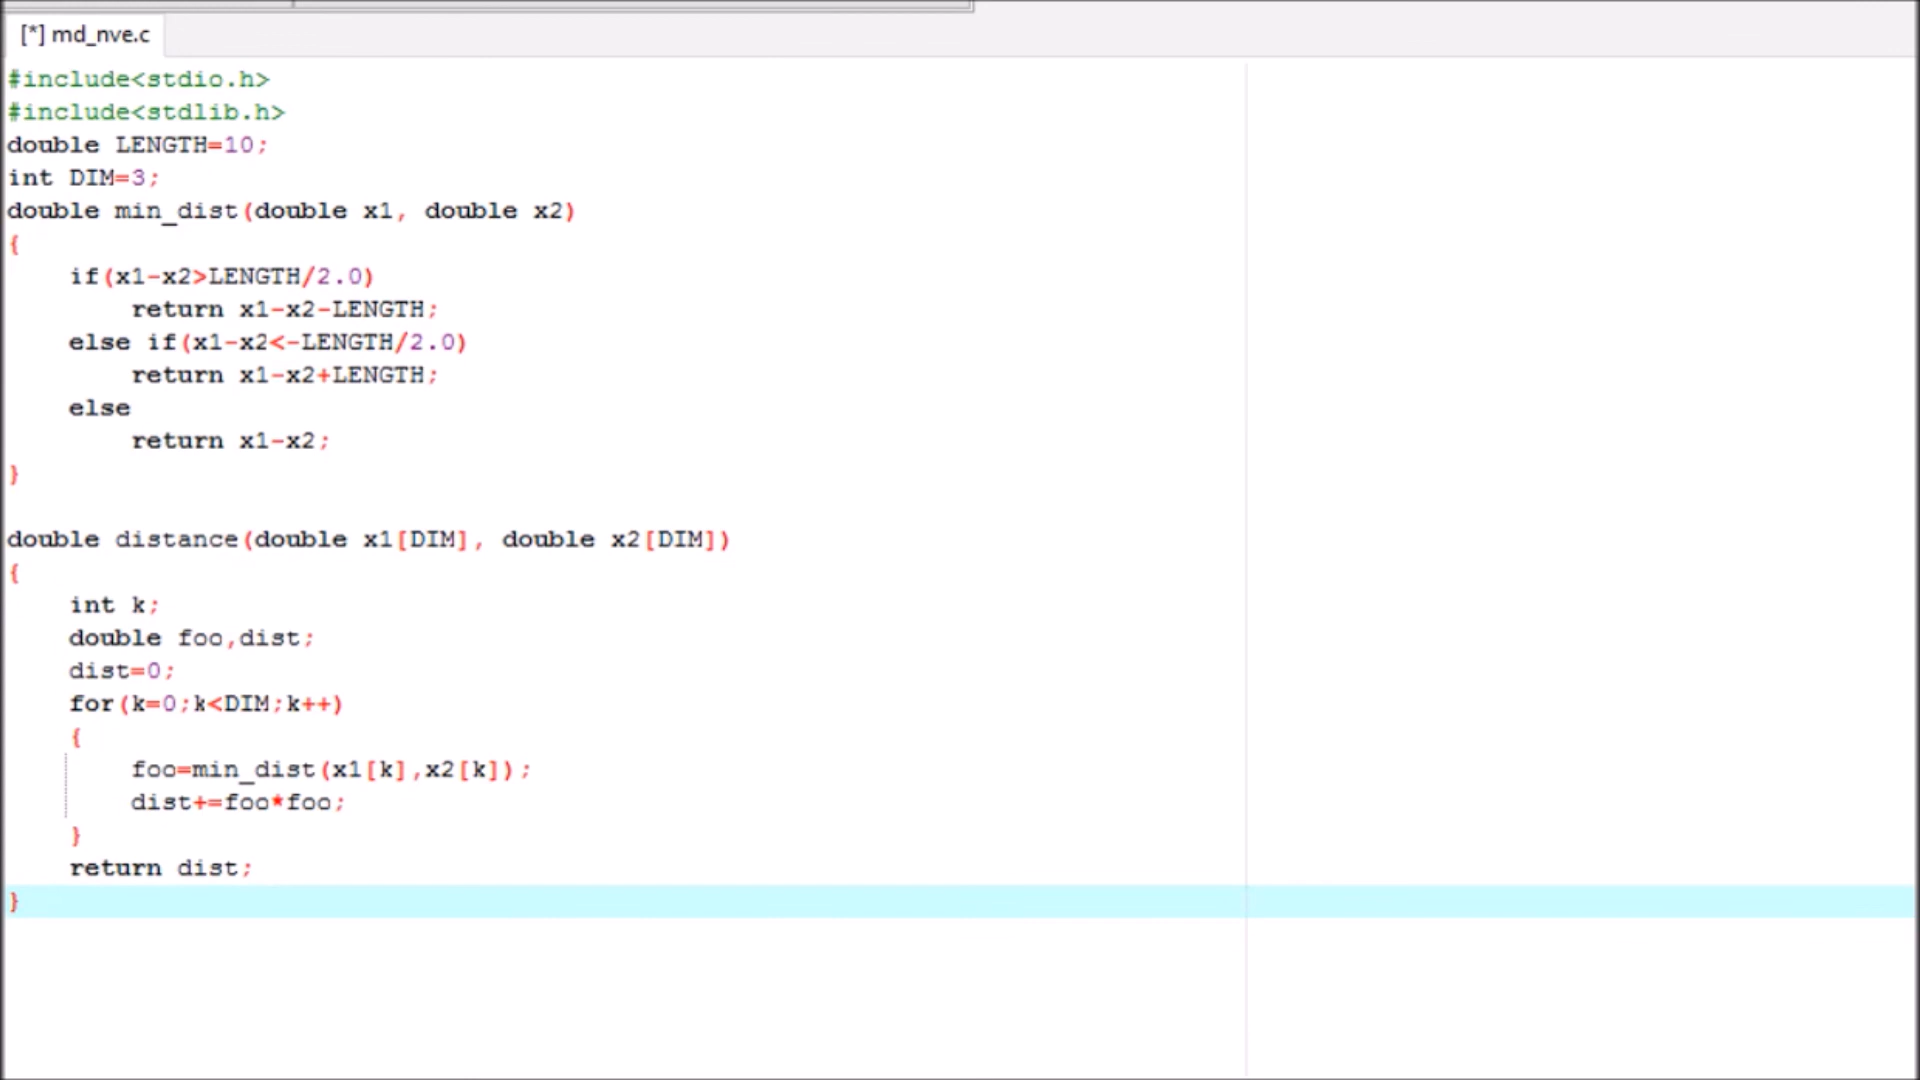 [*] md_nve.c
#include<stdio.h>
#include<stdlib.h>
double LENGTH=10;
int DIM=3;
double min_dist(double x1, double x2)
{
    if(x1-x2>LENGTH/2.0)
        return x1-x2-LENGTH;
    else if(x1-x2<-LENGTH/2.0)
        return x1-x2+LENGTH;
    else
        return x1-x2;
}

double distance(double x1[DIM], double x2[DIM])
{
    int k;
    double foo,dist;
    dist=0;
    for(k=0;k<DIM;k++)
    {
        foo=min_dist(x1[k],x2[k]);
        dist+=foo*foo;
    }
    return dist;
}